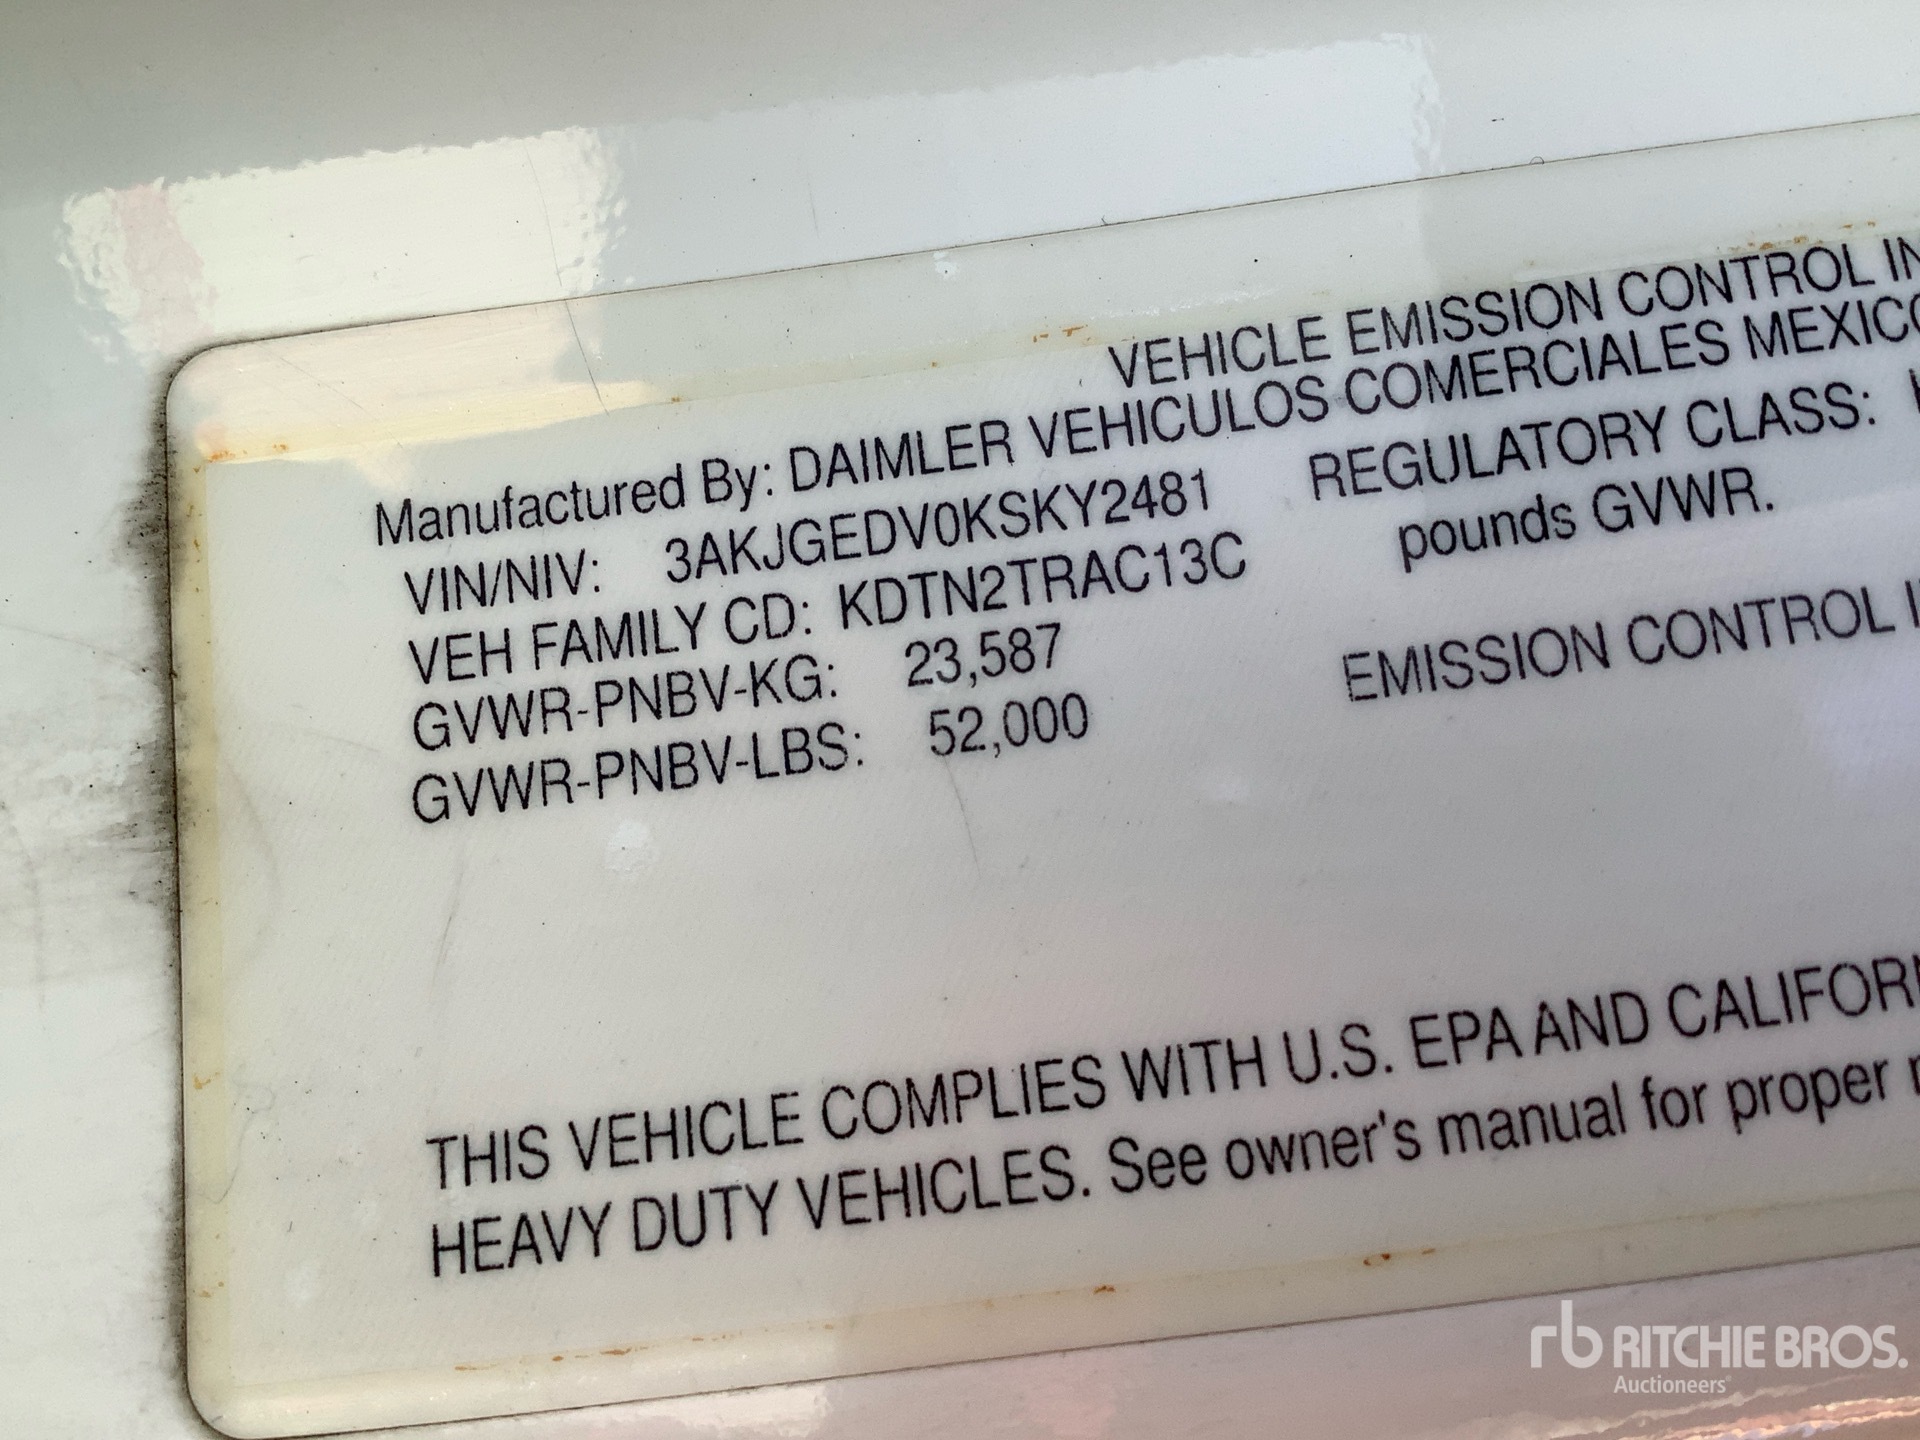 VEHICLE EMISSION CONTROL
Manufactured By: DAIMLER VEHICULOS COMERCIALES
VIN/NIV: 3AKJGEDV0KSKY2481 REGULATORY CLASS:
VEH FAMILY CD: KDTN2TRAC13C pounds GVWR.
GVWR-PNBV-KG: 23,587
GVWR-PNBV-LBS: 52,000 EMISSION CONTROL
THIS VEHICLE COMPLIES WITH U.S. EPA AND
HEAVY DUTY VEHICLES. See owner's manual for proper
rb RITCHIE BROS.
Auctioneers